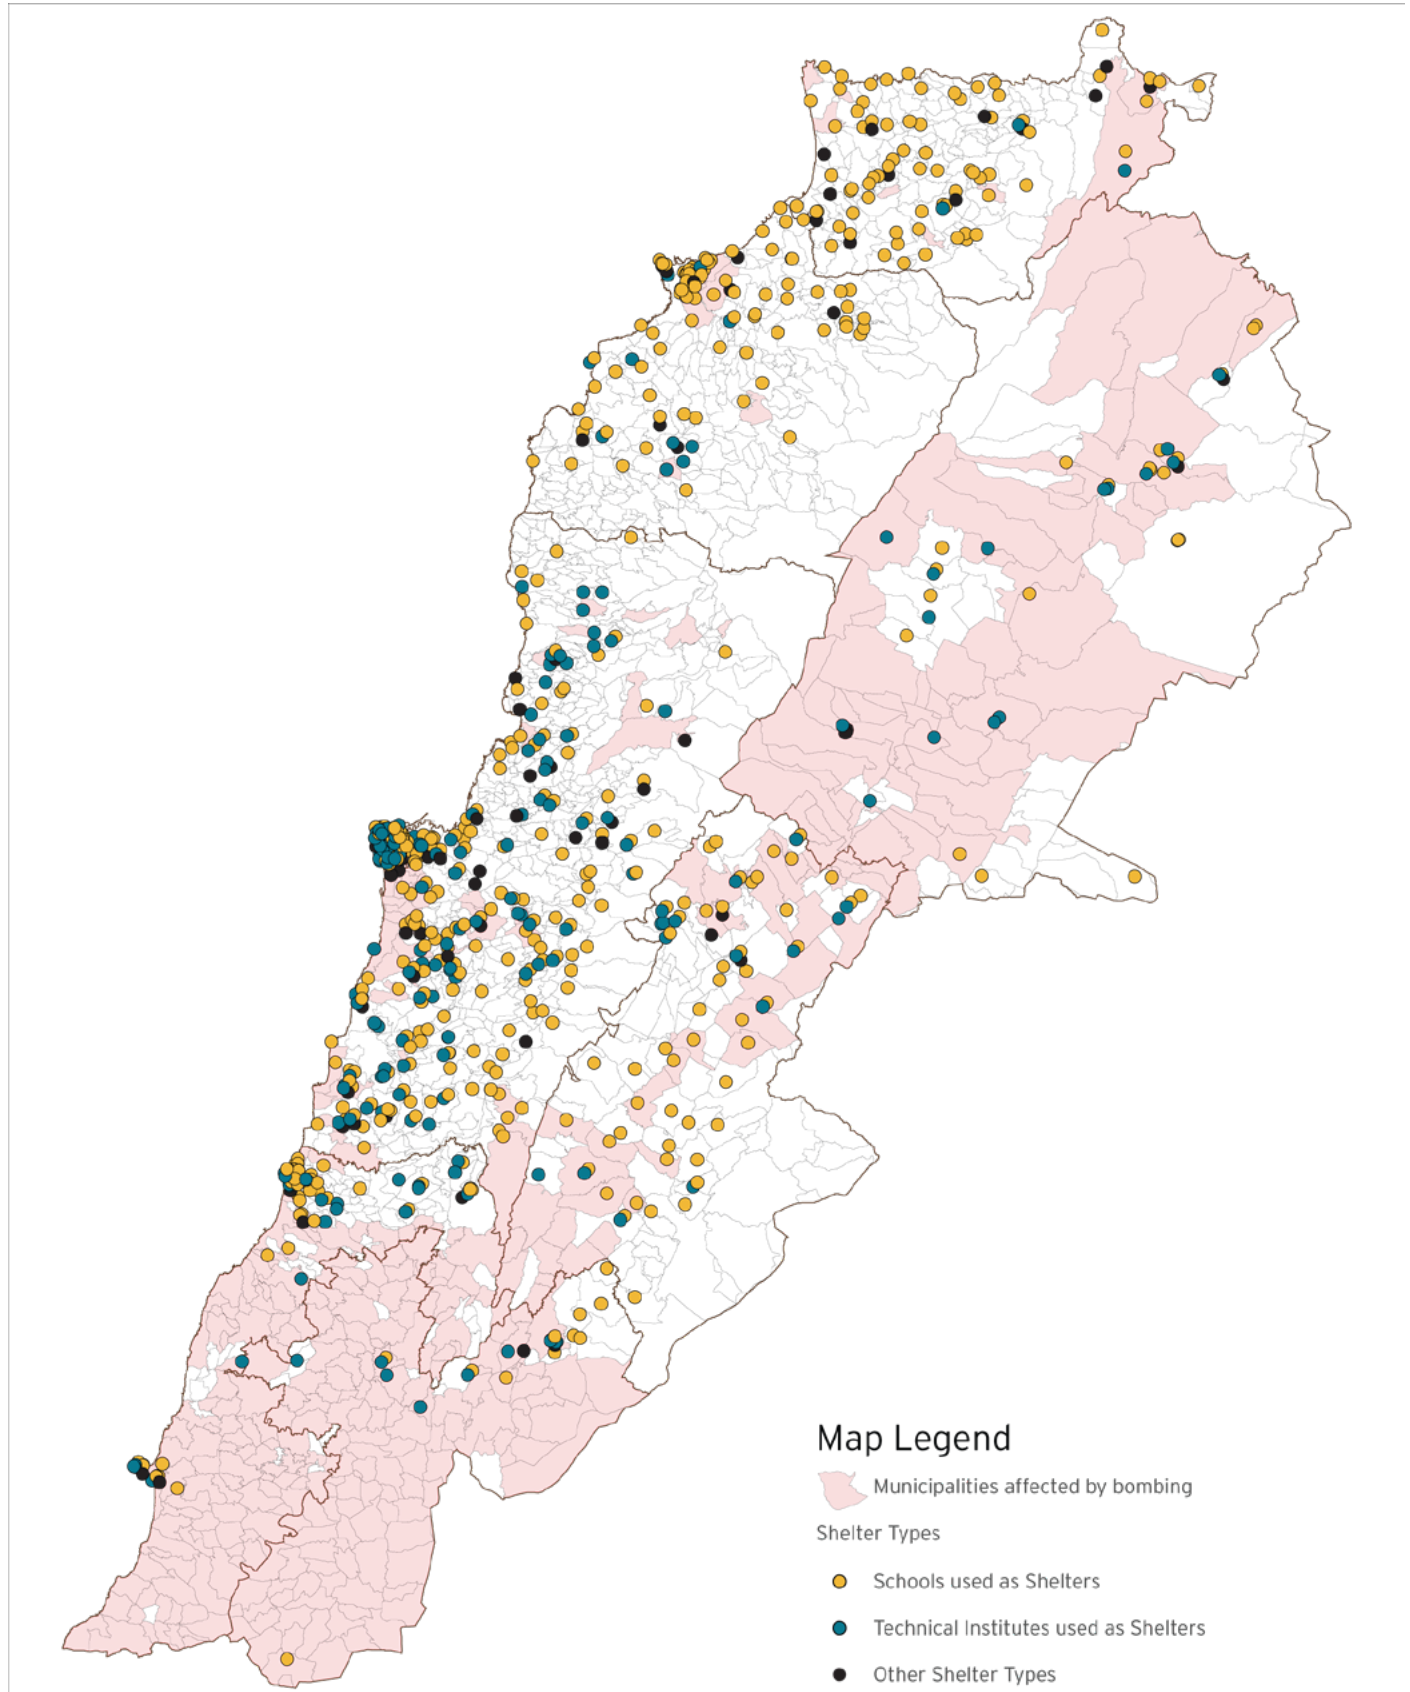 Map Legend
Municipalities affected by bombing
Shelter Types
Schools used as Shelters
Technical Institutes used as Shelters
Other Shelter Types